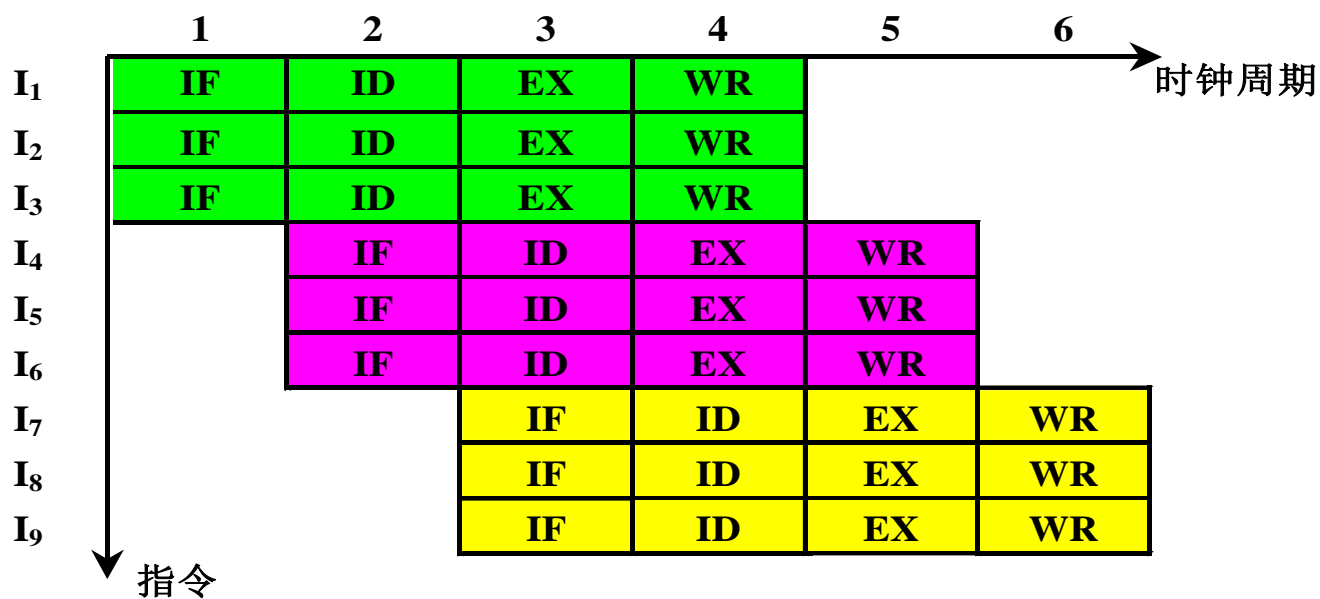 1 2 3 4 5 6
时钟周期
I₁ IF ID EX WR
I₂ IF ID EX WR
I₃ IF ID EX WR
I₄ IF ID EX WR
I₅ IF ID EX WR
I₆ IF ID EX WR
I₇ IF ID EX WR
I₈ IF ID EX WR
I₉ IF ID EX WR
指令